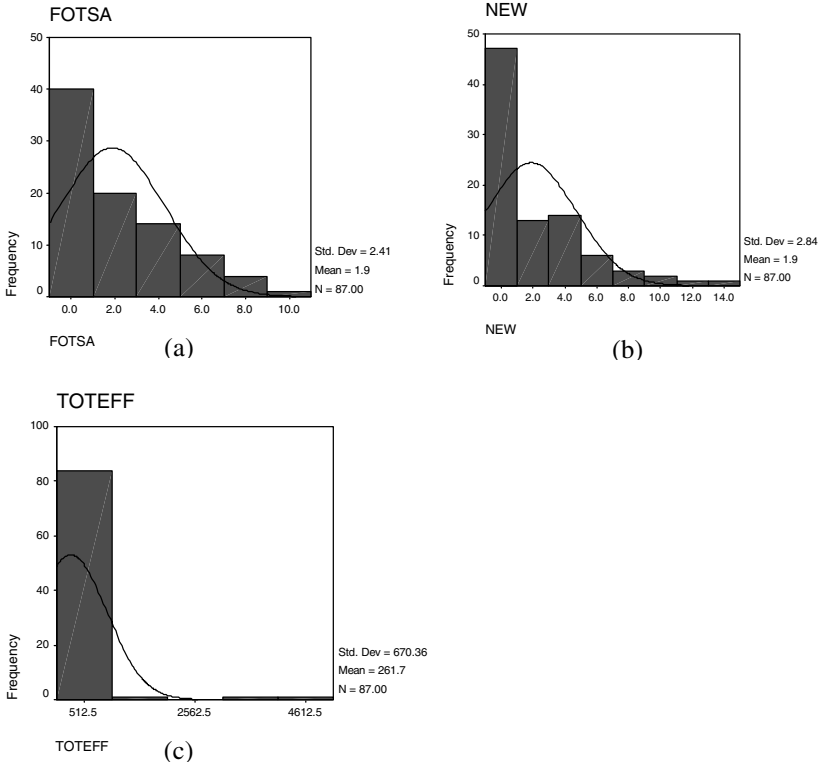 FOTSA
50
40
30
20
10
0
Frequency
0.0 2.0 4.0 6.0 8.0 10.0
FOTSA
Std. Dev = 2.41
Mean = 1.9
N = 87.00
(a)
NEW
50
40
30
20
10
0
Frequency
0.0 2.0 4.0 6.0 8.0 10.0 12.0 14.0
NEW
Std. Dev = 2.84
Mean = 1.9
N = 87.00
(b)
TOTEFF
100
80
60
40
20
0
Frequency
512.5 2562.5 4612.5
TOTEFF
Std. Dev = 670.36
Mean = 261.7
N = 87.00
(c)